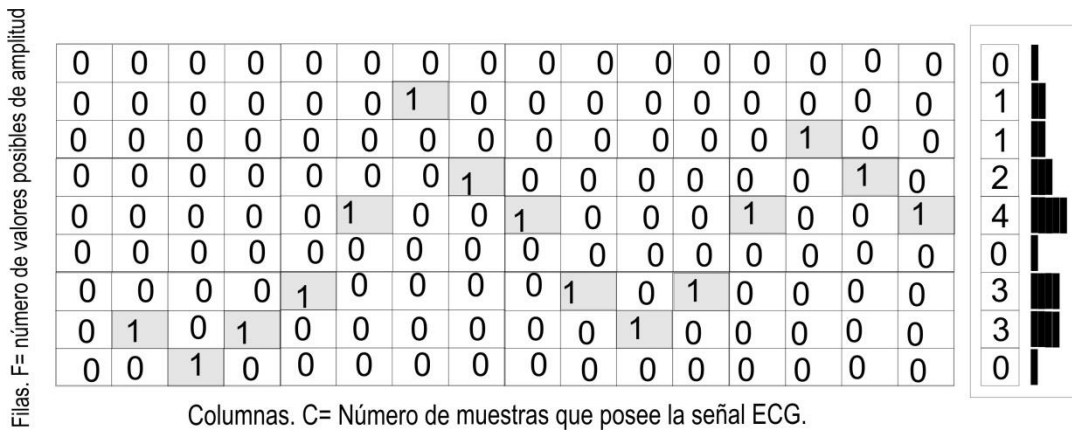 Filas. F= número de valores posibles de amplitud
0 0 0 0 0 0 0 0 0 0 0 0 0 0 0 0 0
0 0 0 0 0 0 1 0 0 0 0 0 0 0 0 0 1
0 0 0 0 0 0 0 0 0 0 0 0 0 1 0 0 1
0 0 0 0 0 0 0 1 0 0 0 0 0 0 1 0 2
0 0 0 0 0 1 0 0 1 0 0 0 1 0 0 1 4
0 0 0 0 0 0 0 0 0 0 0 0 0 0 0 0 0
0 0 0 0 1 0 0 0 0 1 0 1 0 0 0 0 3
0 1 0 1 0 0 0 0 0 0 1 0 0 0 0 0 3
0 0 1 0 0 0 0 0 0 0 0 0 0 0 0 0 0
Columnas. C= Número de muestras que posee la señal ECG.